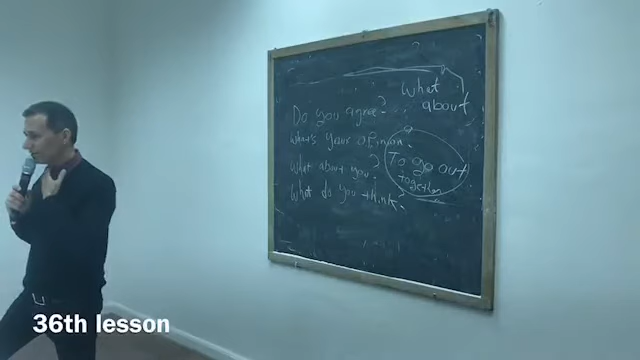 What
about
Do you agree?
What's your opinion
What about you?
What do you think?
To go out
together
36th lesson